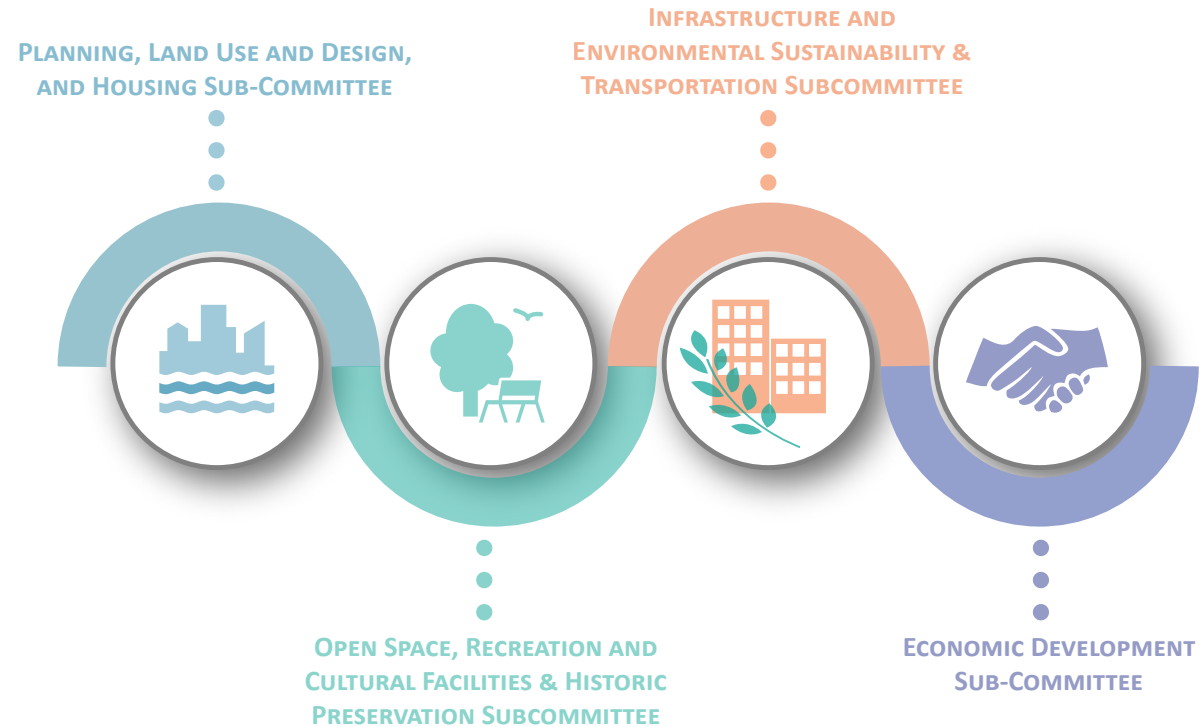 Planning, Land Use and Design,
and Housing Sub-Committee
Infrastructure and
Environmental Sustainability &
Transportation Subcommittee
Open Space, Recreation and
Cultural Facilities & Historic
Preservation Subcommittee
Economic Development
Sub-Committee